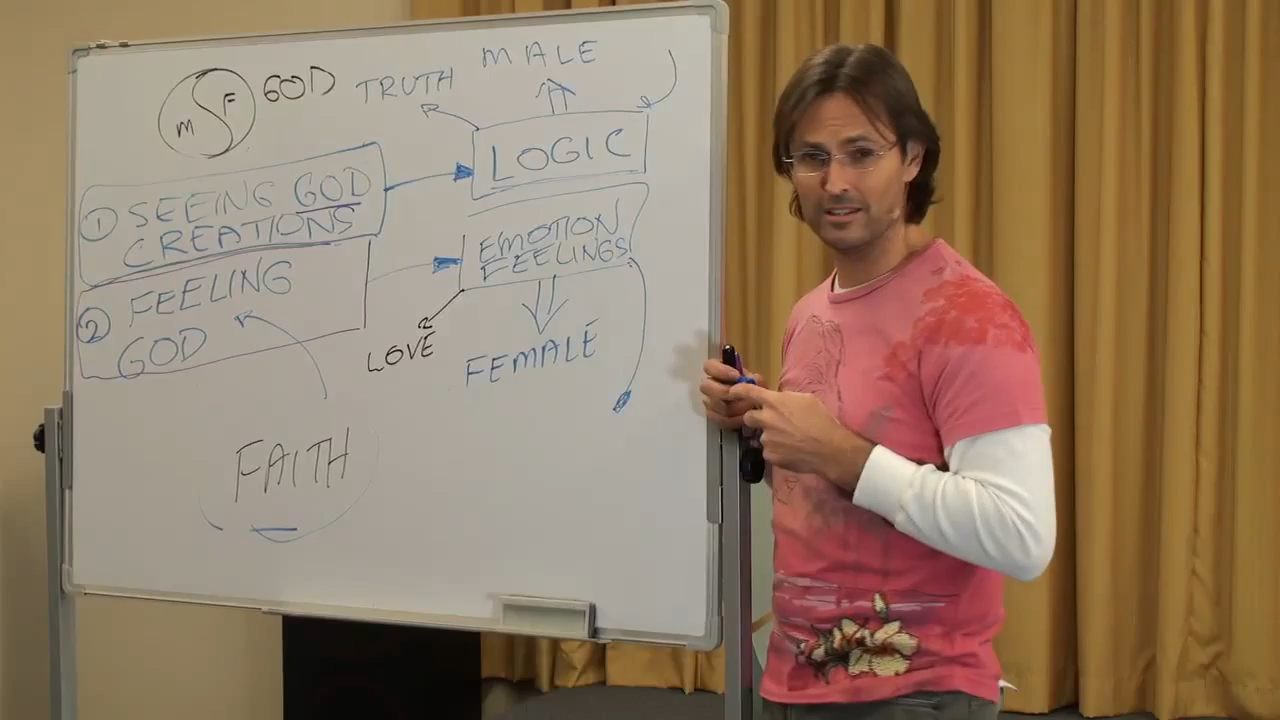 M F GOD
TRUTH
MALE
LOGIC
1 SEEING GOD
CREATIONS
EMOTION
FEELINGS
2 FEELING
GOD
LOVE
FEMALE
FAITH